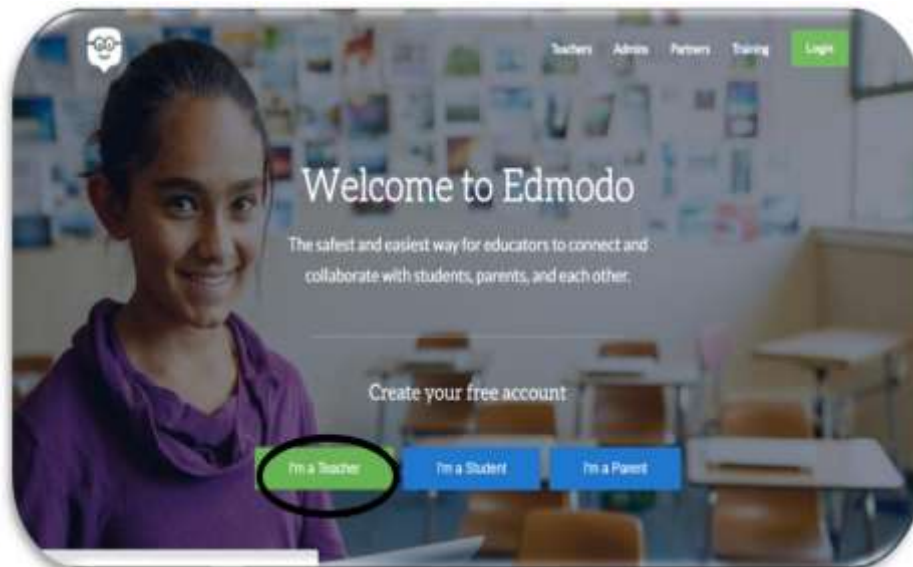 Teachers Admins Partners Training Login
Welcome to Edmodo
The safest and easiest way for educators to connect and
collaborate with students, parents, and each other.
Create your free account
I'm a Teacher I'm a Student I'm a Parent